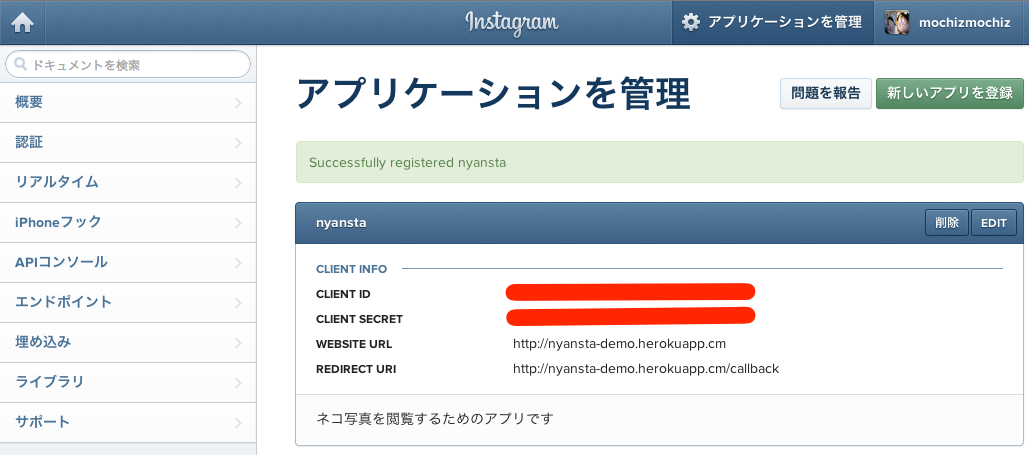 Instagram
アプリケーションを管理
mochizmochiz
ドキュメントを検索
概要
認証
リアルタイム
iPhoneフック
APIコンソール
エンドポイント
埋め込み
ライブラリ
サポート
アプリケーションを管理
問題を報告
新しいアプリを登録
Successfully registered nyansta
nyansta
削除
EDIT
CLIENT INFO
CLIENT ID
CLIENT SECRET
WEBSITE URL http://nyansta-demo.herokuapp.cm
REDIRECT URI http://nyansta-demo.herokuapp.cm/callback
ネコ写真を閲覧するためのアプリです